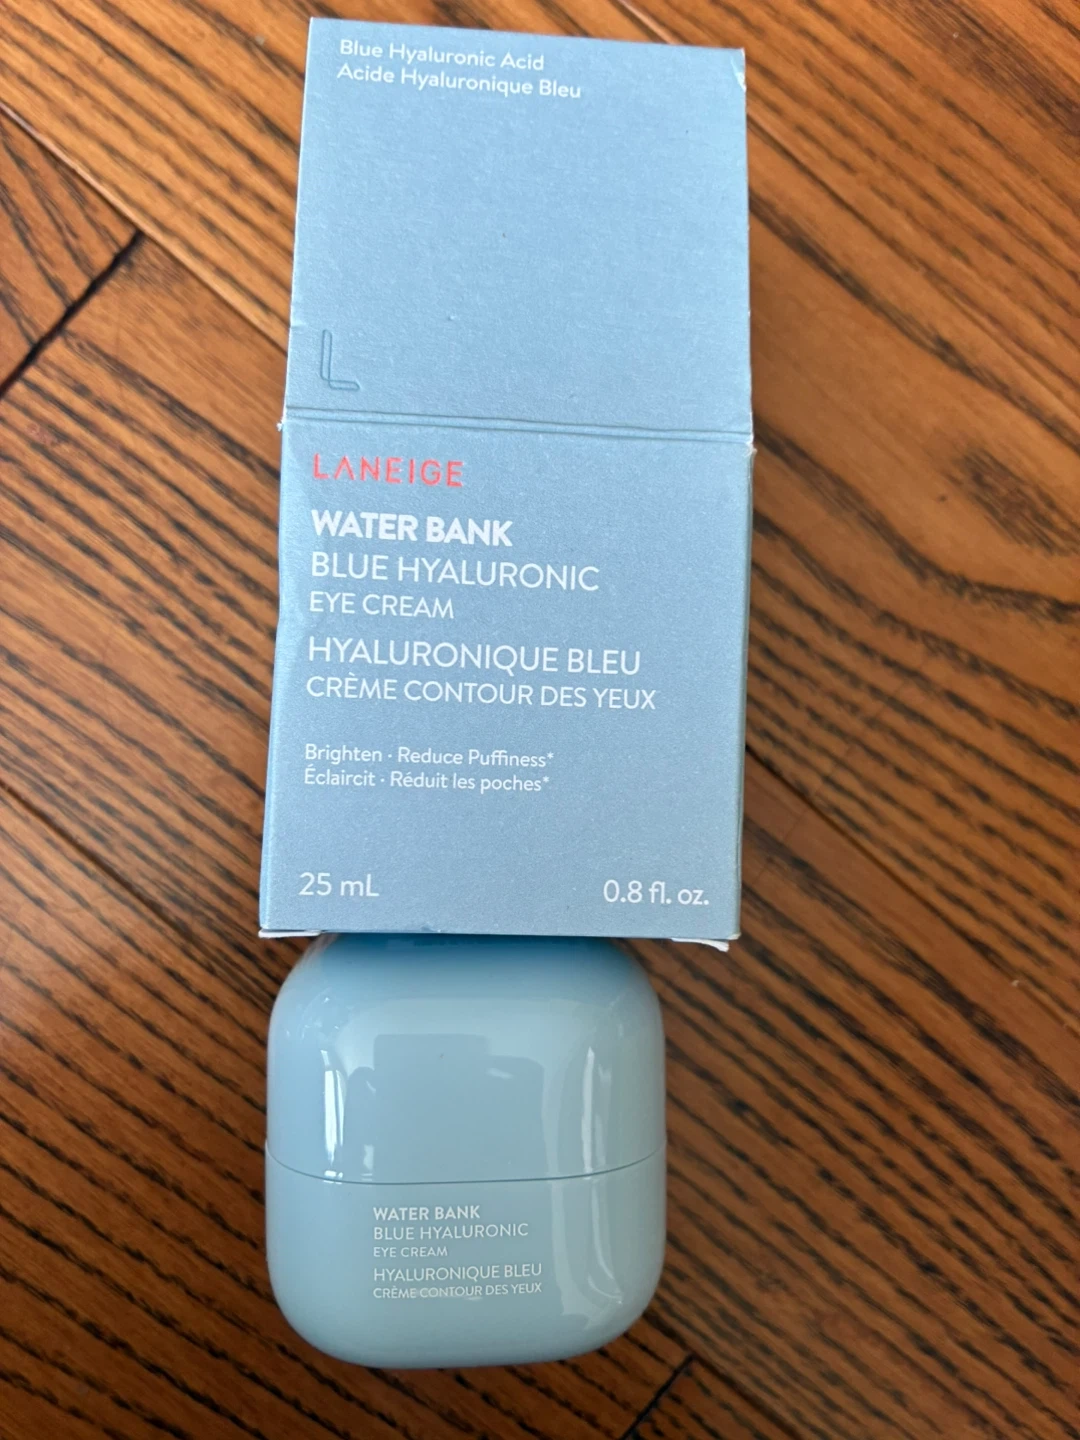 Blue Hyaluronic Acid
Acide Hyaluronique Bleu
L
LANEIGE
WATER BANK
BLUE HYALURONIC
EYE CREAM
HYALURONIQUE BLEU
CRÈME CONTOUR DES YEUX
Brighten · Reduce Puffiness*
Éclaircit · Réduit les poches*
25 mL 0.8 fl. oz.
WATER BANK
BLUE HYALURONIC
EYE CREAM
HYALURONIQUE BLEU
CRÈME CONTOUR DES YEUX